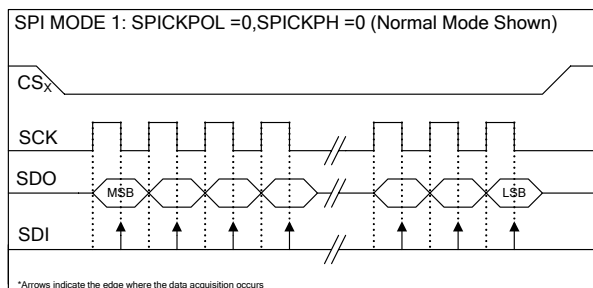 SPI MODE 1: SPICKPOL =0,SPICKPH =0 (Normal Mode Shown)
CSX
SCK
SDO
MSB
LSB
SDI
*Arrows indicate the edge where the data acquisition occurs